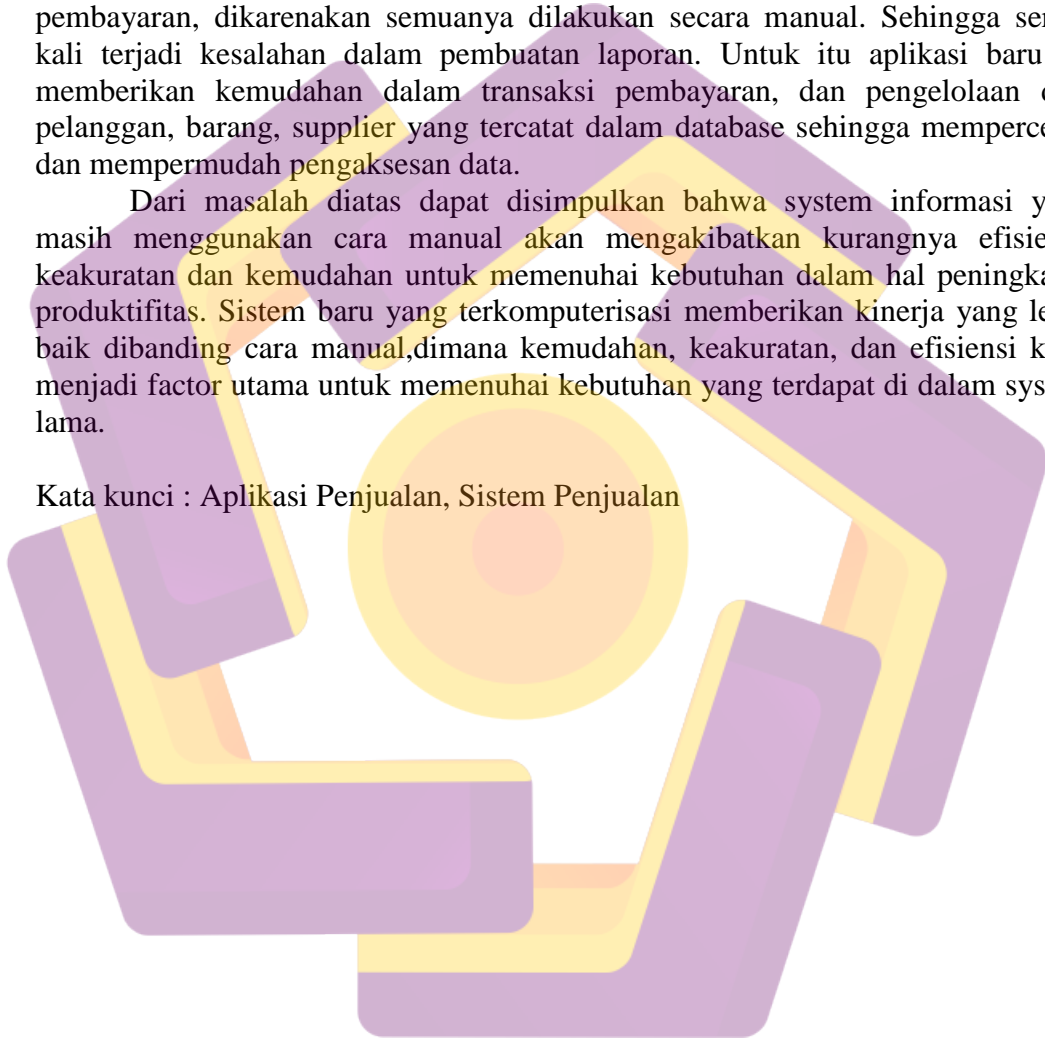 pembayaran, dikarenakan semuanya dilakukan secara manual. Sehingga ser
kali terjadi kesalahan dalam pembuatan laporan. Untuk itu aplikasi baru
memberikan kemudahan dalam transaksi pembayaran, dan pengelolaan
pelanggan, barang, supplier yang tercatat dalam database sehingga memperce
dan mempermudah pengaksesan data.
Dari masalah diatas dapat disimpulkan bahwa system informasi y
masih menggunakan cara manual akan mengakibatkan kurangnya efisie
keakuratan dan kemudahan untuk memenuhai kebutuhan dalam hal peningka
produktifitas. Sistem baru yang terkomputerisasi memberikan kinerja yang le
baik dibanding cara manual,dimana kemudahan, keakuratan, dan efisiensi k
menjadi factor utama untuk memenuhai kebutuhan yang terdapat di dalam sys
lama.
Kata kunci : Aplikasi Penjualan, Sistem Penjualan